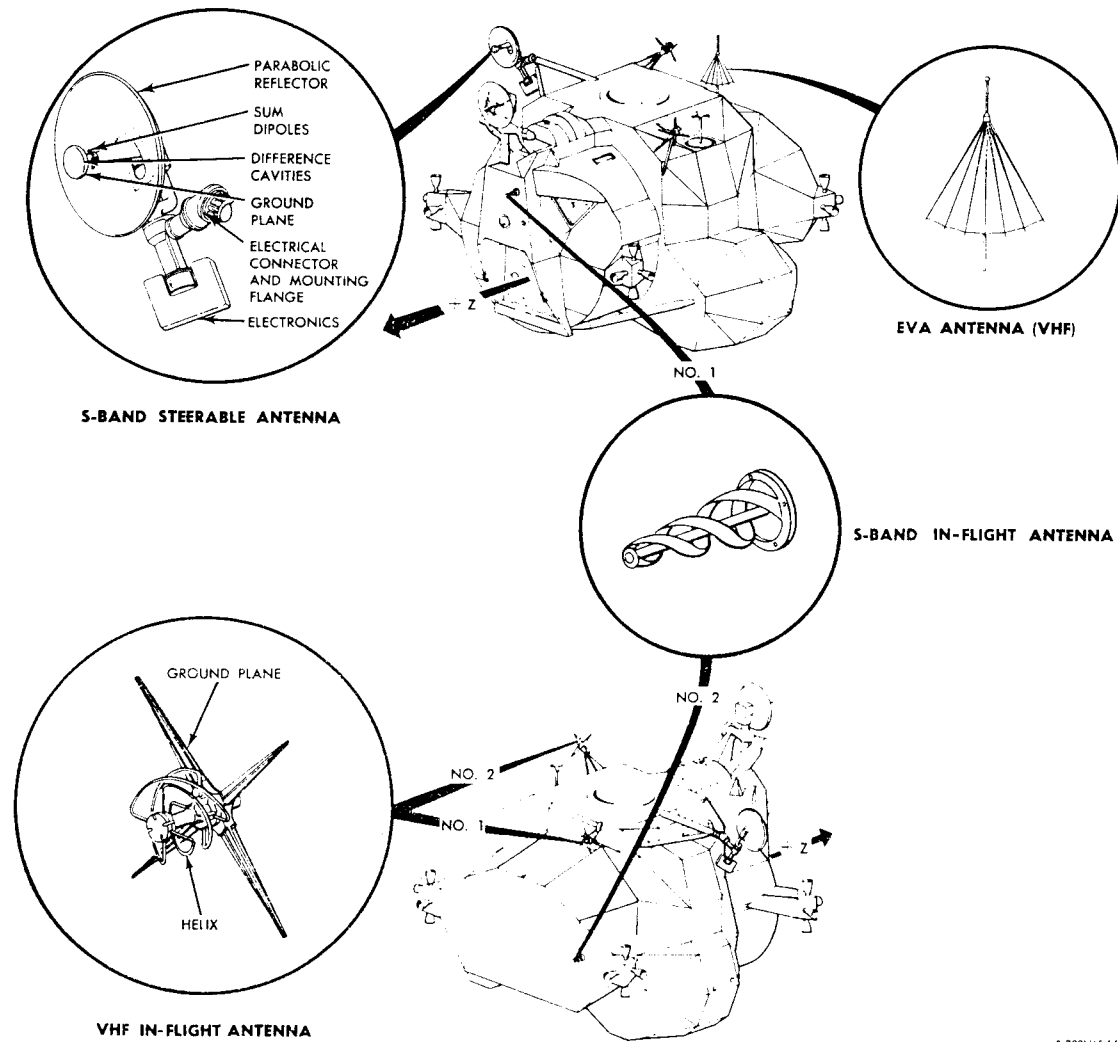 PARABOLIC
REFLECTOR
SUM
DIPOLES
DIFFERENCE
CAVITIES
GROUND
PLANE
ELECTRICAL
CONNECTOR
AND MOUNTING
FLANGE
ELECTRONICS
S-BAND STEERABLE ANTENNA
+ Z
EVA ANTENNA (VHF)
NO. 1
S-BAND IN-FLIGHT ANTENNA
NO. 2
GROUND PLANE
NO. 2
NO. 1
HELIX
+ Z
VHF IN-FLIGHT ANTENNA